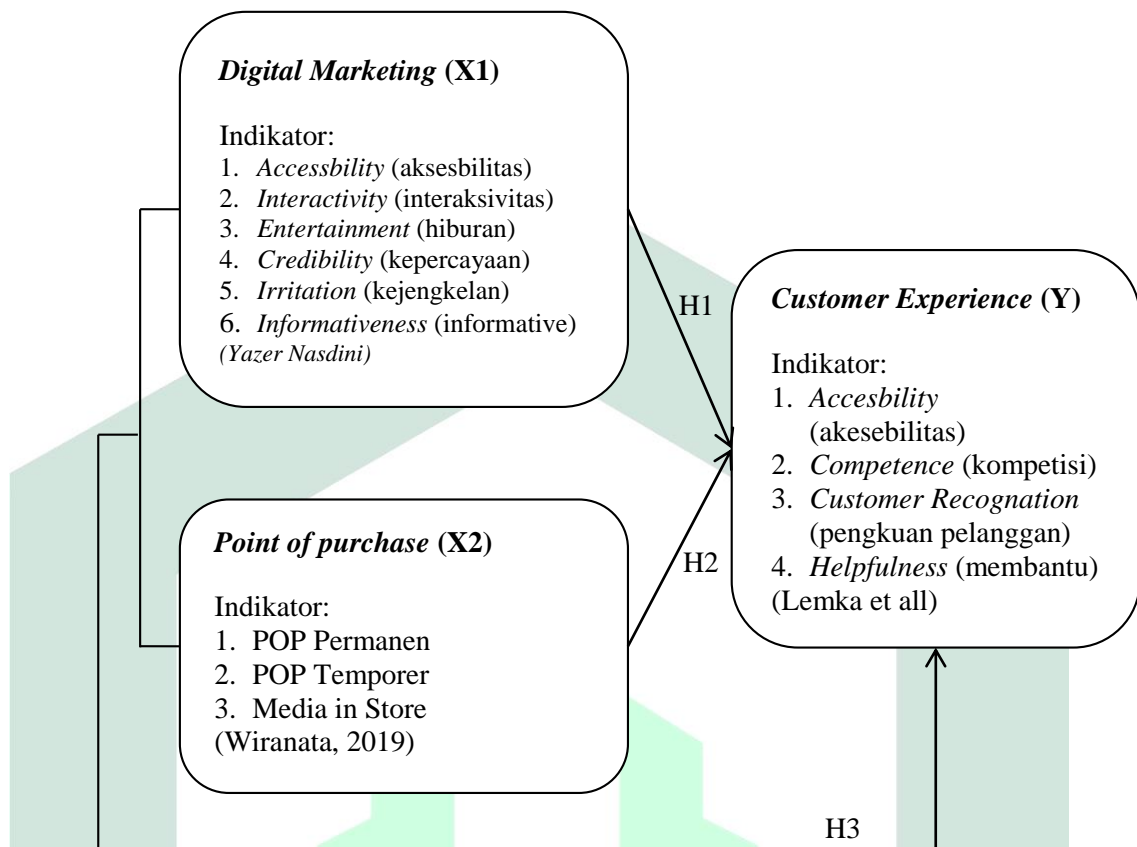 Digital Marketing (X1)
Indikator:
1. Accessbility (aksesbilitas)
2. Interactivity (interaksivitas)
3. Entertainment (hiburan)
4. Credibility (kepercayaan)
5. Irritation (kejengkelan)
6. Informativeness (informative)
(Yazer Nasdini)
H1
Customer Experience (Y)
Indikator:
1. Accesbility
(akesebilitas)
2. Competence (kompetisi)
3. Customer Recognation
(pengkuan pelanggan)
4. Helpfulness (membantu)
(Lemka et all)
Point of purchase (X2)
Indikator:
1. POP Permanen
2. POP Temporer
3. Media in Store
(Wiranata, 2019)
H2
H3